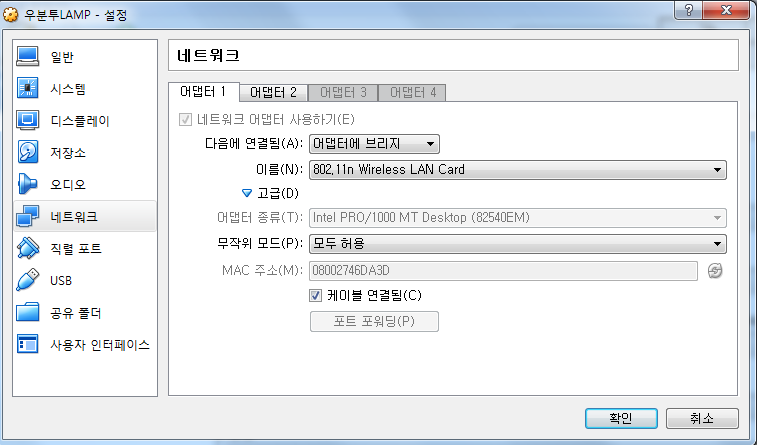 우분투LAMP - 설정
일반
시스템
디스플레이
저장소
오디오
네트워크
직렬 포트
USB
공유 폴더
사용자 인터페이스
네트워크
어댑터 1 어댑터 2 어댑터 3 어댑터 4
네트워크 어댑터 사용하기(E)
다음에 연결됨(A): 어댑터에 브리지
이름(N): 802.11n Wireless LAN Card
고급(D)
어댑터 종류(T): Intel PRO/1000 MT Desktop (82540EM)
무작위 모드(P): 모두 허용
MAC 주소(M): 08002746DA3D
케이블 연결됨(C)
포트 포워딩(P)
확인 취소